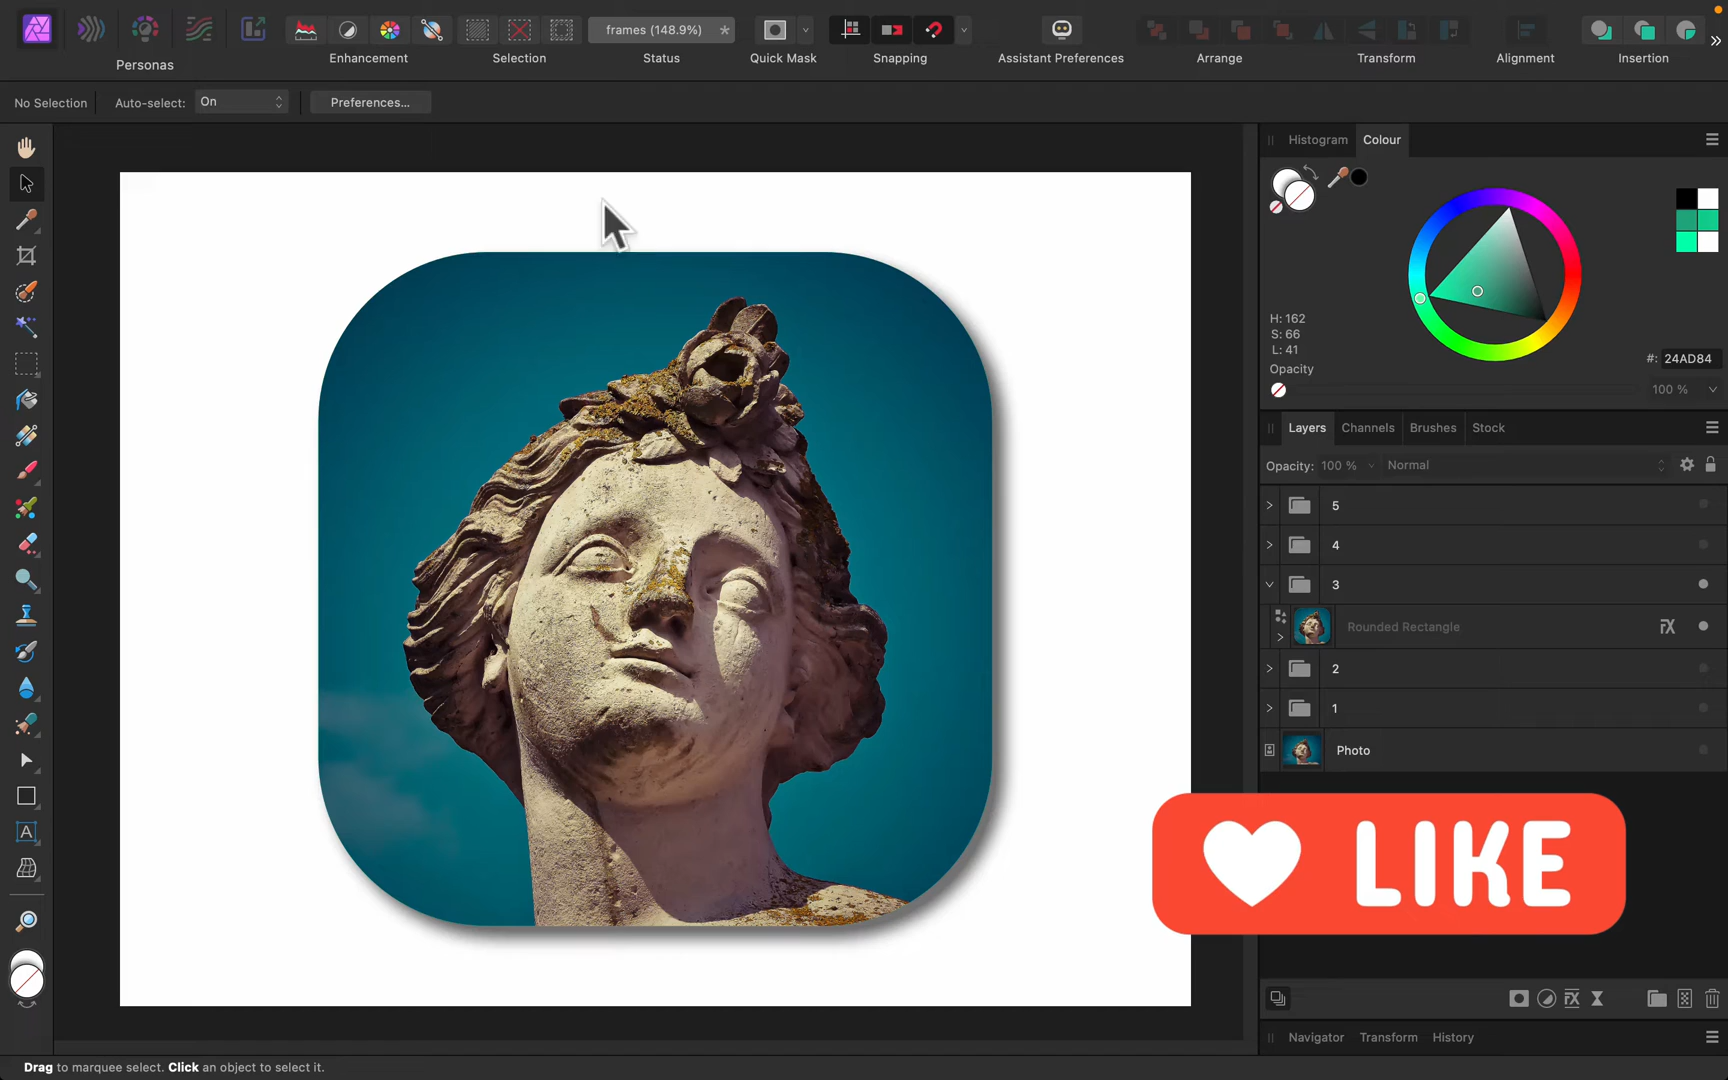 frames (148.9%) *
Personas
Enhancement
Selection
Status
Quick Mask
Snapping
Assistant Preferences
Arrange
Transform
Alignment
Insertion
No Selection
Auto-select: On
Preferences...
Histogram Colour
H: 162
S: 66
L: 41
#: 24AD84
Opacity
100 %
Layers Channels Brushes Stock
Opacity: 100 % Normal
5
4
3
Rounded Rectangle
2
1
Photo
LIKE
Navigator Transform History
Drag to marquee select. Click an object to select it.